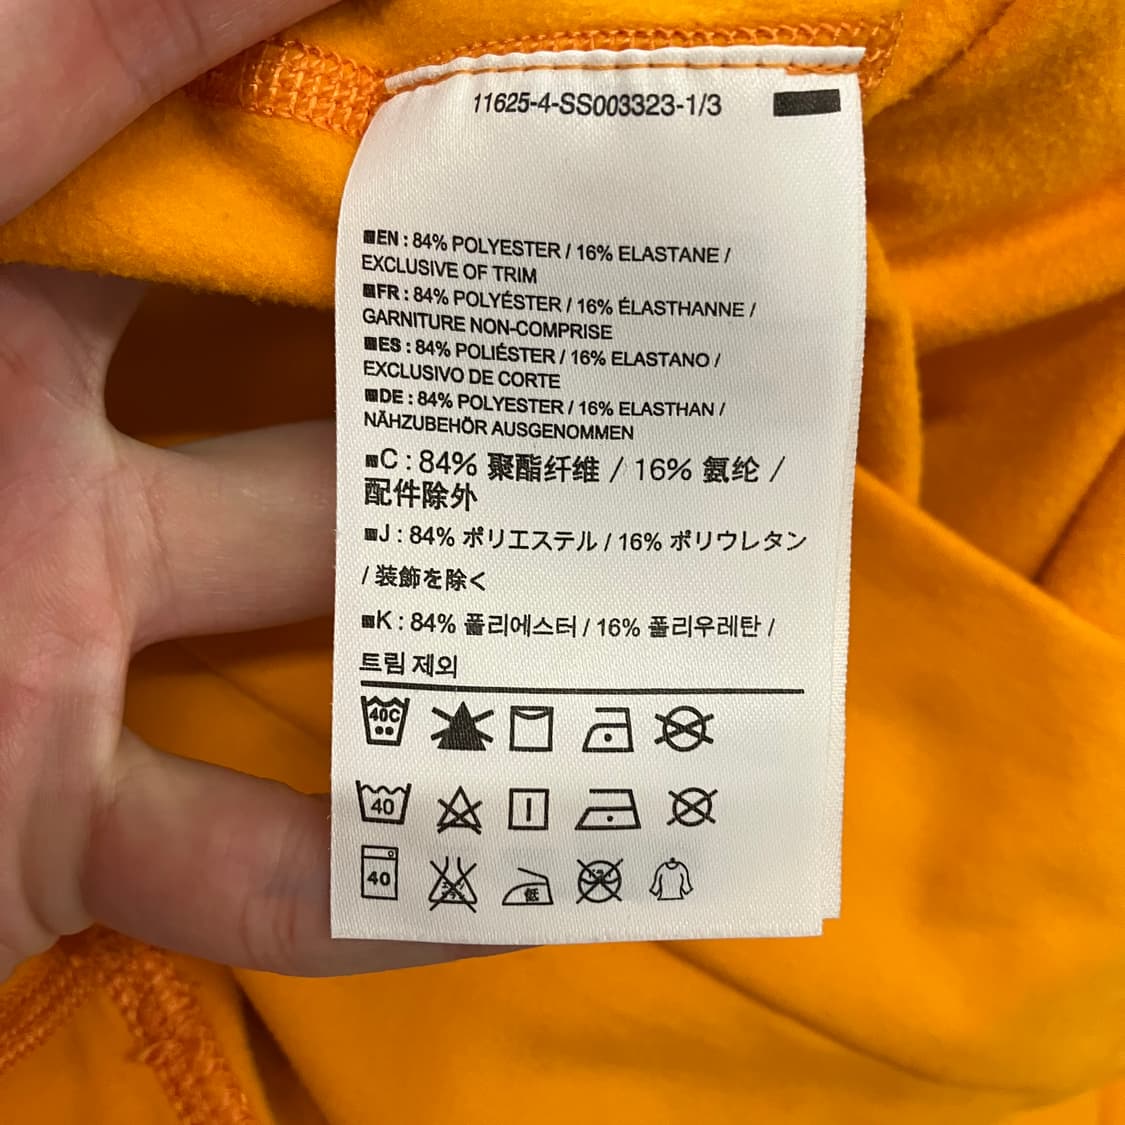 11625-4-SS003323-1/3
EN : 84% POLYESTER / 16% ELASTANE /
EXCLUSIVE OF TRIM
FR : 84% POLYÉSTER / 16% ÉLASTHANNE /
GARNITURE NON-COMPRISE
ES : 84% POLIÉSTER / 16% ELASTANO /
EXCLUSIVO DE CORTE
DE : 84% POLYESTER / 16% ELASTHAN /
NÄHZUBEHÖR AUSGENOMMEN
C : 84% 聚酯纤维 / 16% 氨纶 /
配件除外
J : 84% ポリエステル / 16% ポリウレタン
/ 装飾を除く
K : 84% 폴리에스터 / 16% 폴리우레탄 /
트림 제외
40C
40
40 低